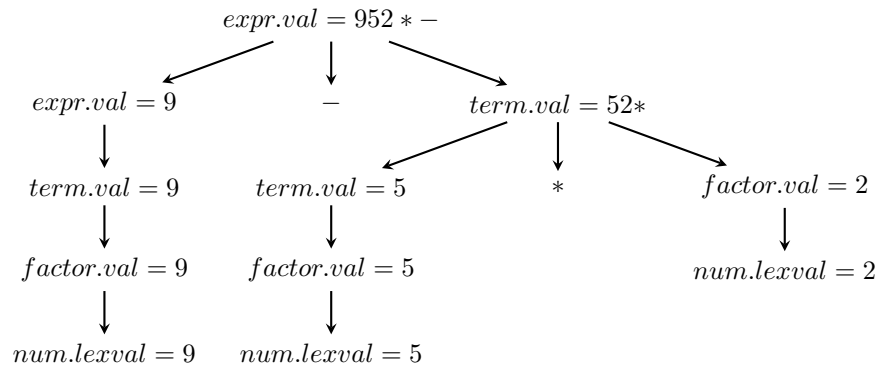 expr.val = 952 * −
expr.val = 9 − term.val = 52*
term.val = 9 term.val = 5 * factor.val = 2
factor.val = 9 factor.val = 5 num.lexval = 2
num.lexval = 9 num.lexval = 5